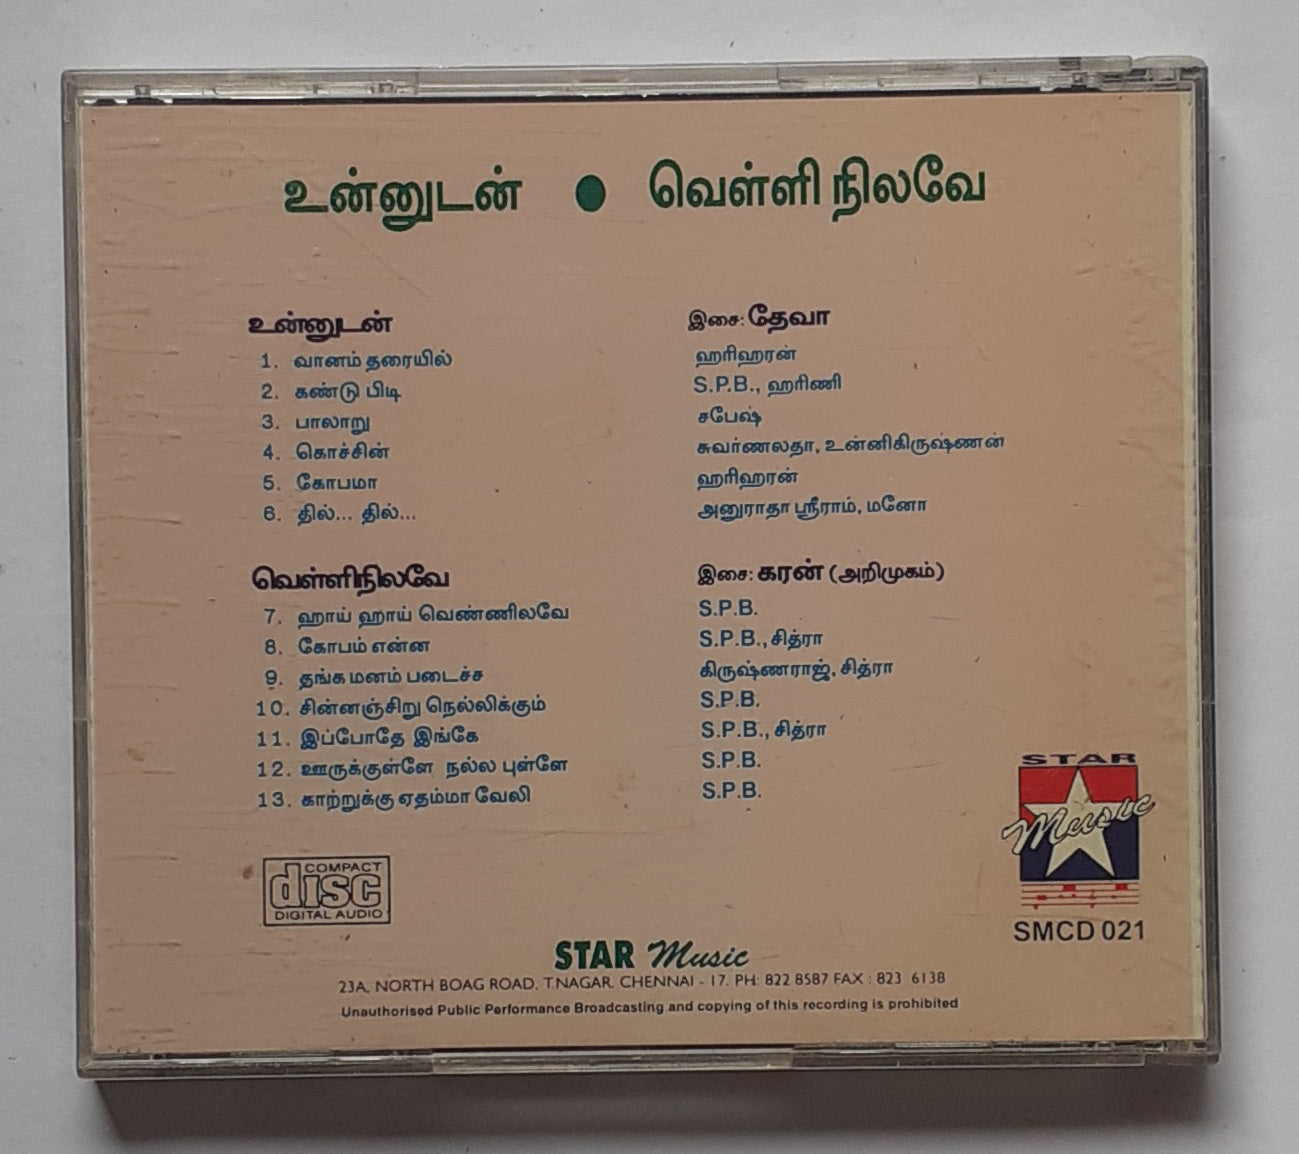 உன்னுடன் ● வெள்ளி நிலவே
உன்னுடன் இசை: தேவா
1. வானம் தரையில் ஹரிஹரன்
2. கண்டு பிடி S.P.B., ஹரிணி
3. பாலாறு சபேஷ்
4. கொச்சின் சுவர்ணலதா, உன்னிகிருஷ்ணன்
5. கோபமா ஹரிஹரன்
6. தில்... தில்... அனுராதா ஸ்ரீராம், மனோ
வெள்ளிநிலவே இசை: கரன் (அறிமுகம்)
7. ஹாய் ஹாய் வெண்ணிலவே S.P.B.
8. கோபம் என்ன S.P.B., சித்ரா
9. தங்க மனம் படைச்ச கிருஷ்ணராஜ், சித்ரா
10. சின்னஞ்சிறு நெல்லிக்கும் S.P.B.
11. இப்போதே இங்கே S.P.B., சித்ரா
12. ஊருக்குள்ளே நல்ல புள்ளே S.P.B.
13. காற்றுக்கு ஏதம்மா வேலி S.P.B.
STAR
Music
COMPACT
disc
DIGITAL AUDIO
SMCD 021
STAR Music
23A, NORTH BOAG ROAD, T.NAGAR, CHENNAI - 17. PH: 822 8587 FAX : 823 6138
Unauthorised Public Performance Broadcasting and copying of this recording is prohibited